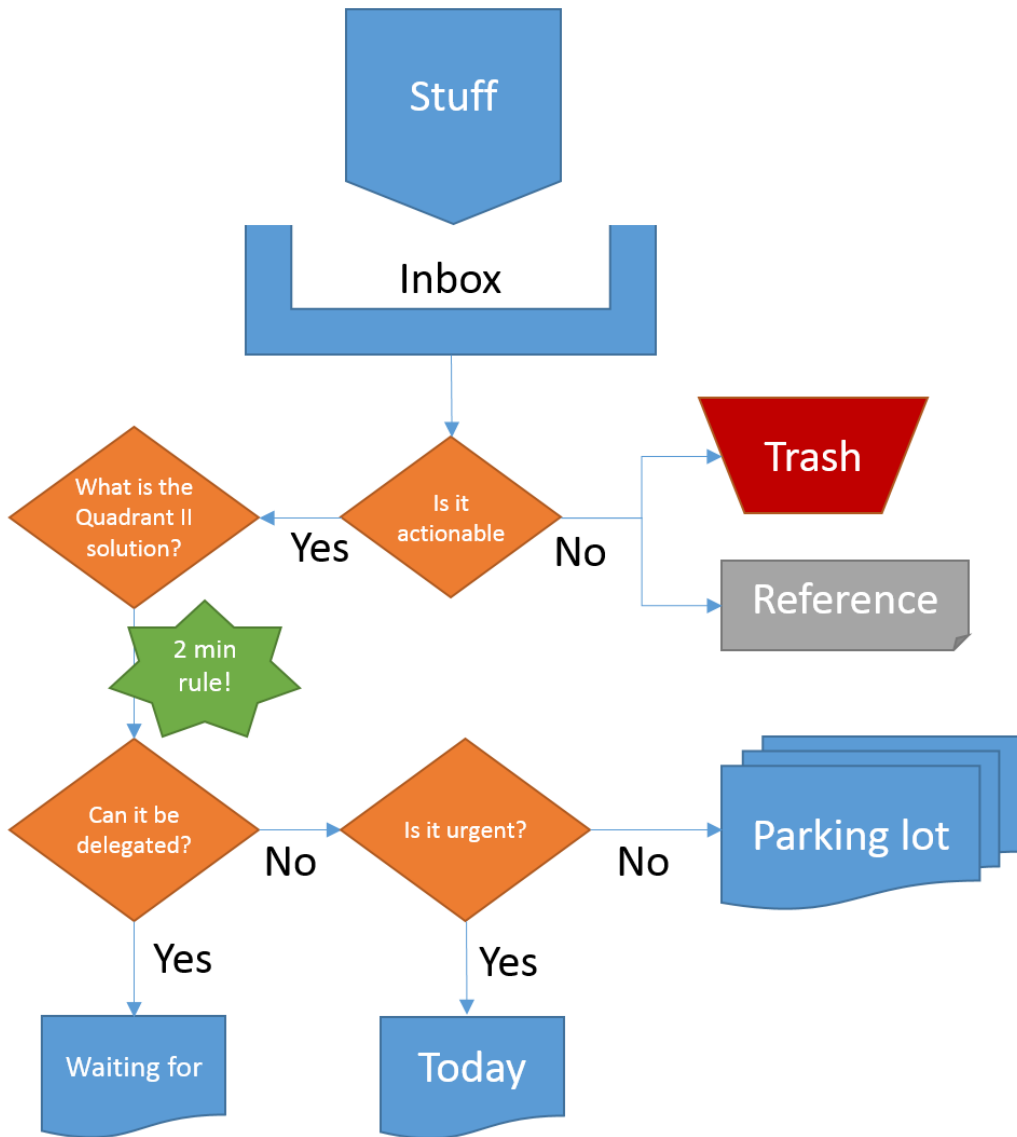 Stuff
Inbox
Trash
What is the
Quadrant II
solution?
Is it
actionable
Yes
No
Reference
2 min
rule!
Can it be
delegated?
Is it urgent?
Parking lot
No
No
Yes
Yes
Waiting for
Today